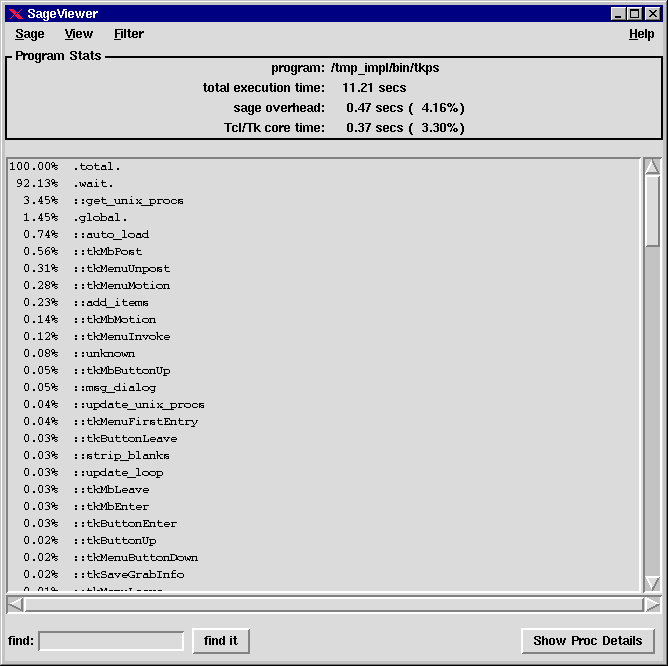 SageViewer
Sage View Filter Help
Program Stats
program: /tmp_impl/bin/tkps
total execution time: 11.21 secs
sage overhead: 0.47 secs ( 4.16%)
Tcl/Tk core time: 0.37 secs ( 3.30%)
100.00% .total.
92.13% .wait.
3.45% ::get_unix_procs
1.45% .global.
0.74% ::auto_load
0.56% ::tkMbPost
0.31% ::tkMenuUnpost
0.28% ::tkMenuMotion
0.23% ::add_items
0.14% ::tkMbMotion
0.12% ::tkMenuInvoke
0.08% ::unknown
0.05% ::tkMbButtonUp
0.05% ::msg_dialog
0.04% ::update_unix_procs
0.04% ::tkMenuFirstEntry
0.03% ::tkButtonLeave
0.03% ::strip_blanks
0.03% ::update_loop
0.03% ::tkMbLeave
0.03% ::tkMbEnter
0.03% ::tkButtonEnter
0.02% ::tkButtonUp
0.02% ::tkMenuButtonDown
0.02% ::tkSaveGrabInfo
0.01% ::tkMenuLeave
find: find it Show Proc Details